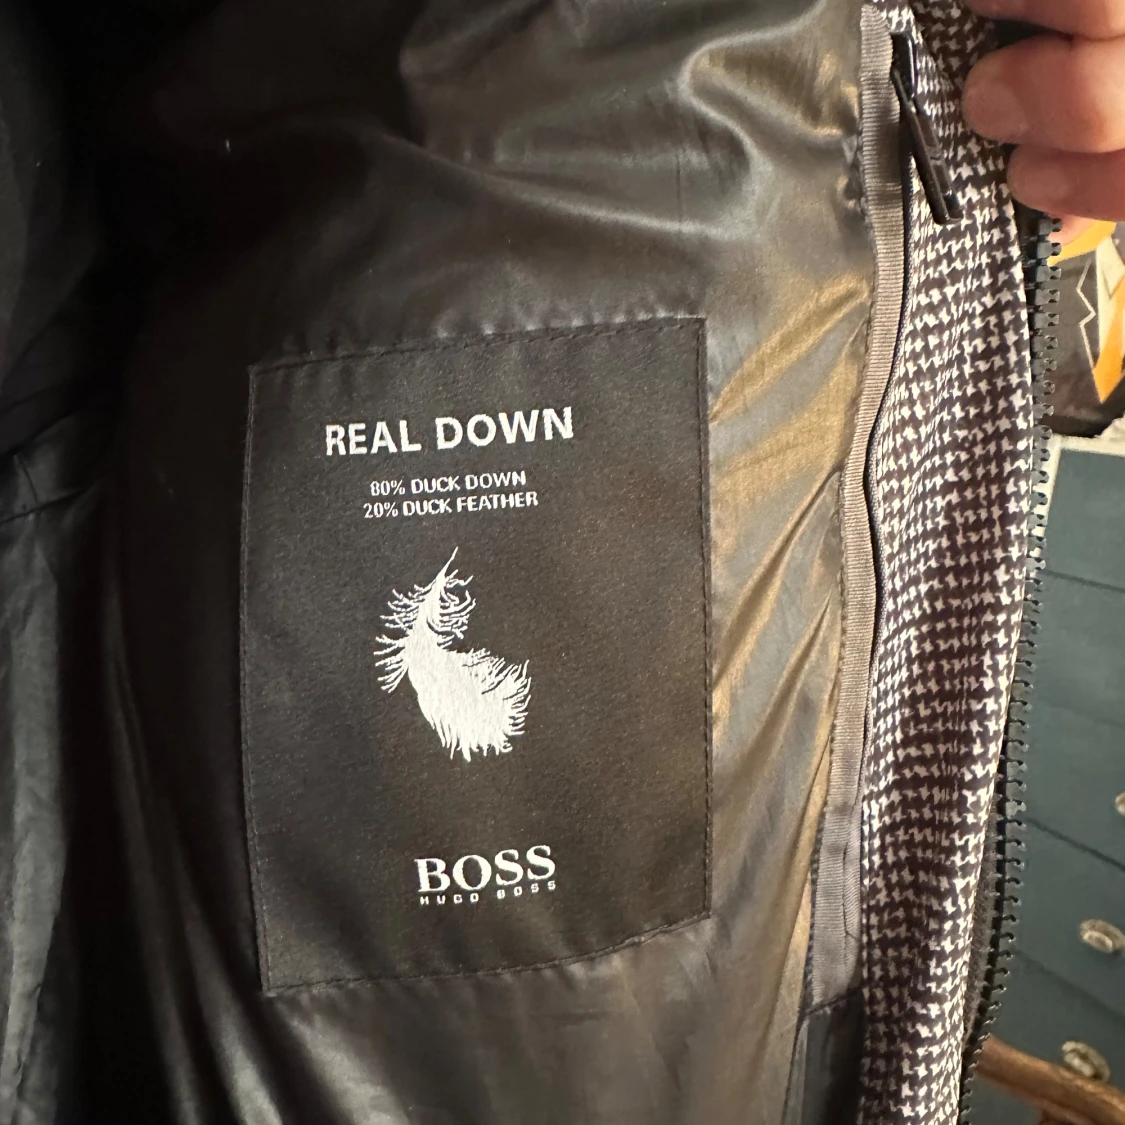 REAL DOWN
80% DUCK DOWN
20% DUCK FEATHER
BOSS
HUGO BOSS